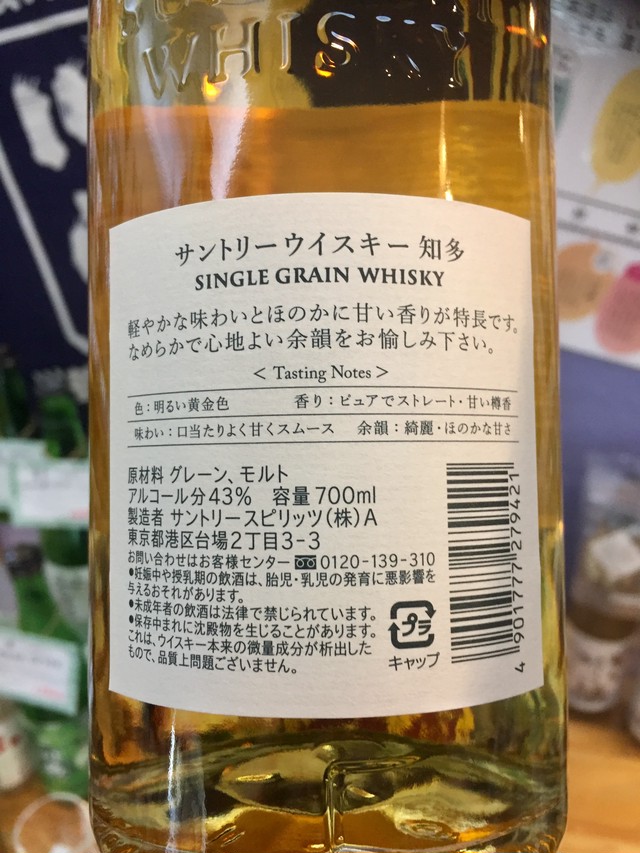 WHISKY
サントリーウイスキー 知多
SINGLE GRAIN WHISKY
軽やかな味わいとほのかに甘い香りが特長です。
なめらかで心地よい余韻をお愉しみ下さい。
< Tasting Notes >
色：明るい黄金色 香り：ピュアでストレート・甘い樽香
味わい：口当たりよく甘くスムース 余韻：綺麗・ほのかな甘さ
原材料 グレーン、モルト
アルコール分43% 容量700ml
製造者 サントリースピリッツ(株)A
東京都港区台場2丁目3-3
お問い合わせはお客様センター 0120-139-310
●妊娠中や授乳期の飲酒は、胎児・乳児の発育に悪影響を
与えるおそれがあります。
●未成年者の飲酒は法律で禁じられています。
●保存中まれに沈殿物を生じることがあります。
これは、ウイスキー本来の微量成分が析出した
もので、品質上問題ございません。
プラ
キャップ
4901777279421